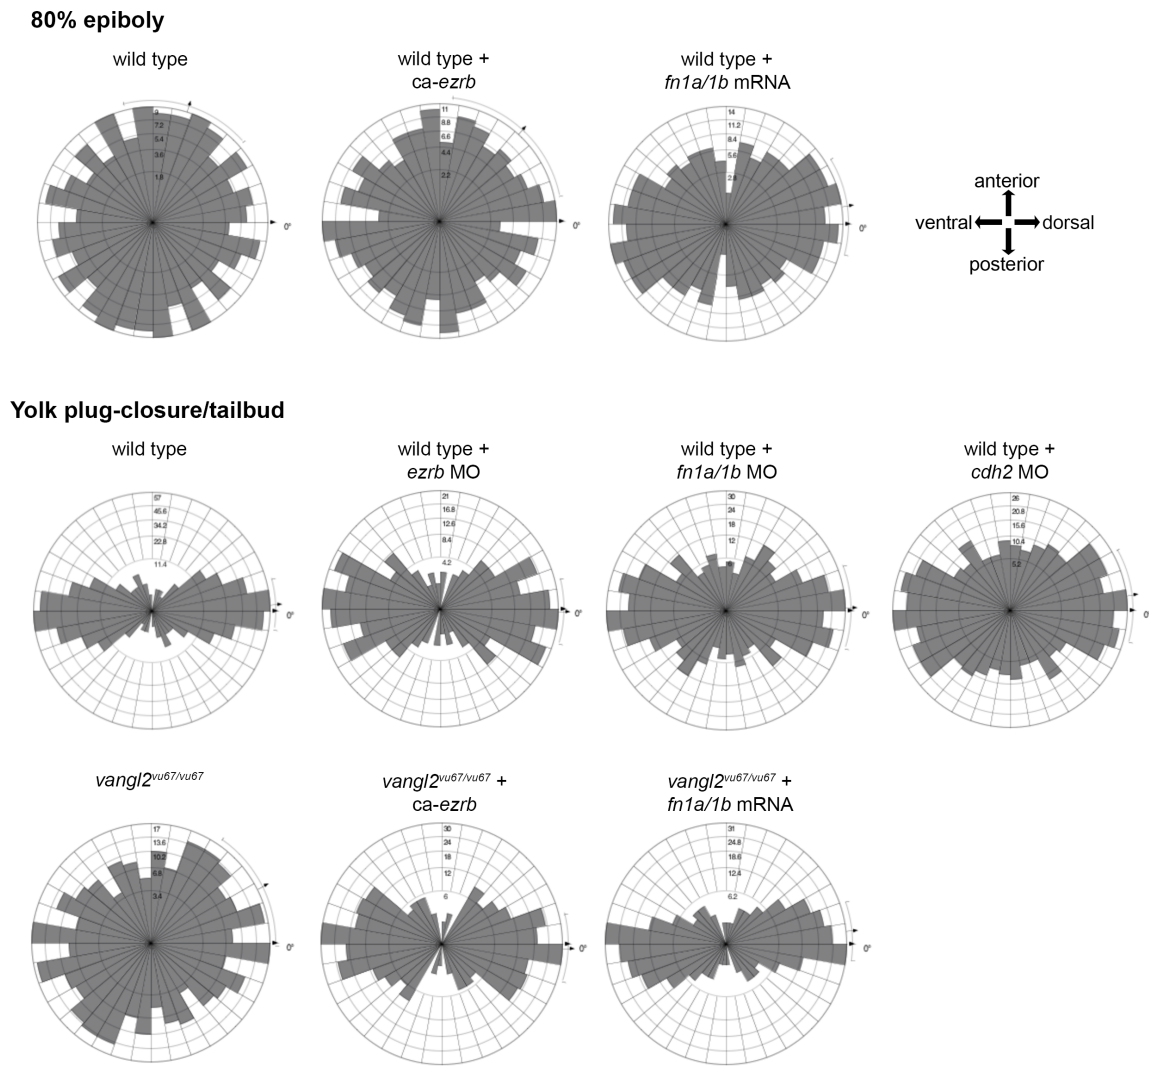 80% epiboly
wild type
wild type +
ca-ezrb
wild type +
fn1a/1b mRNA
9
7.2
5.4
3.6
1.8
0°
11
8.8
6.6
4.4
2.2
0°
14
11.2
8.4
5.6
2.8
0°
anterior
ventral dorsal
posterior
Yolk plug-closure/tailbud
wild type
wild type +
ezrb MO
wild type +
fn1a/1b MO
wild type +
cdh2 MO
57
45.6
34.2
22.8
11.4
0°
21
16.8
12.6
8.4
4.2
0°
30
24
18
12
6
0°
26
20.8
15.6
10.4
5.2
0°
vangl2vu67/vu67
vangl2vu67/vu67 +
ca-ezrb
vangl2vu67/vu67 +
fn1a/1b mRNA
17
13.6
10.2
6.8
3.4
0°
30
24
18
12
6
0°
31
24.8
18.6
12.4
6.2
0°